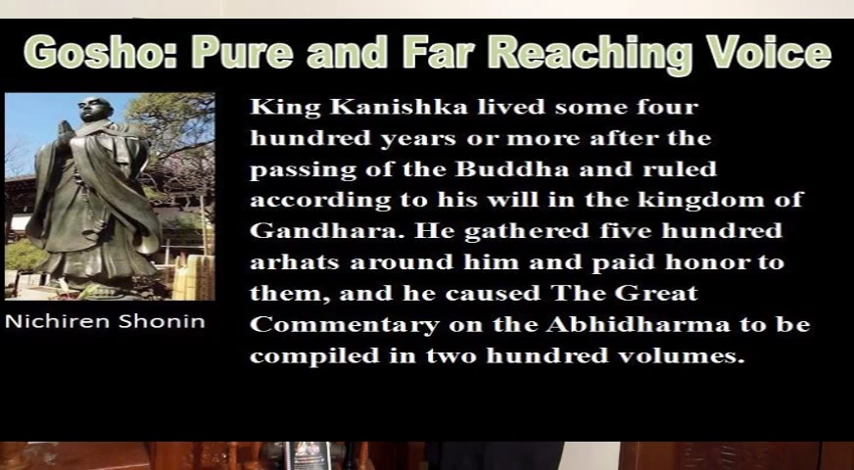 Gosho: Pure and Far Reaching Voice
King Kanishka lived some four
hundred years or more after the
passing of the Buddha and ruled
according to his will in the kingdom of
Gandhara. He gathered five hundred
arhats around him and paid honor to
them, and he caused The Great
Commentary on the Abhidharma to be
compiled in two hundred volumes.
Nichiren Shonin